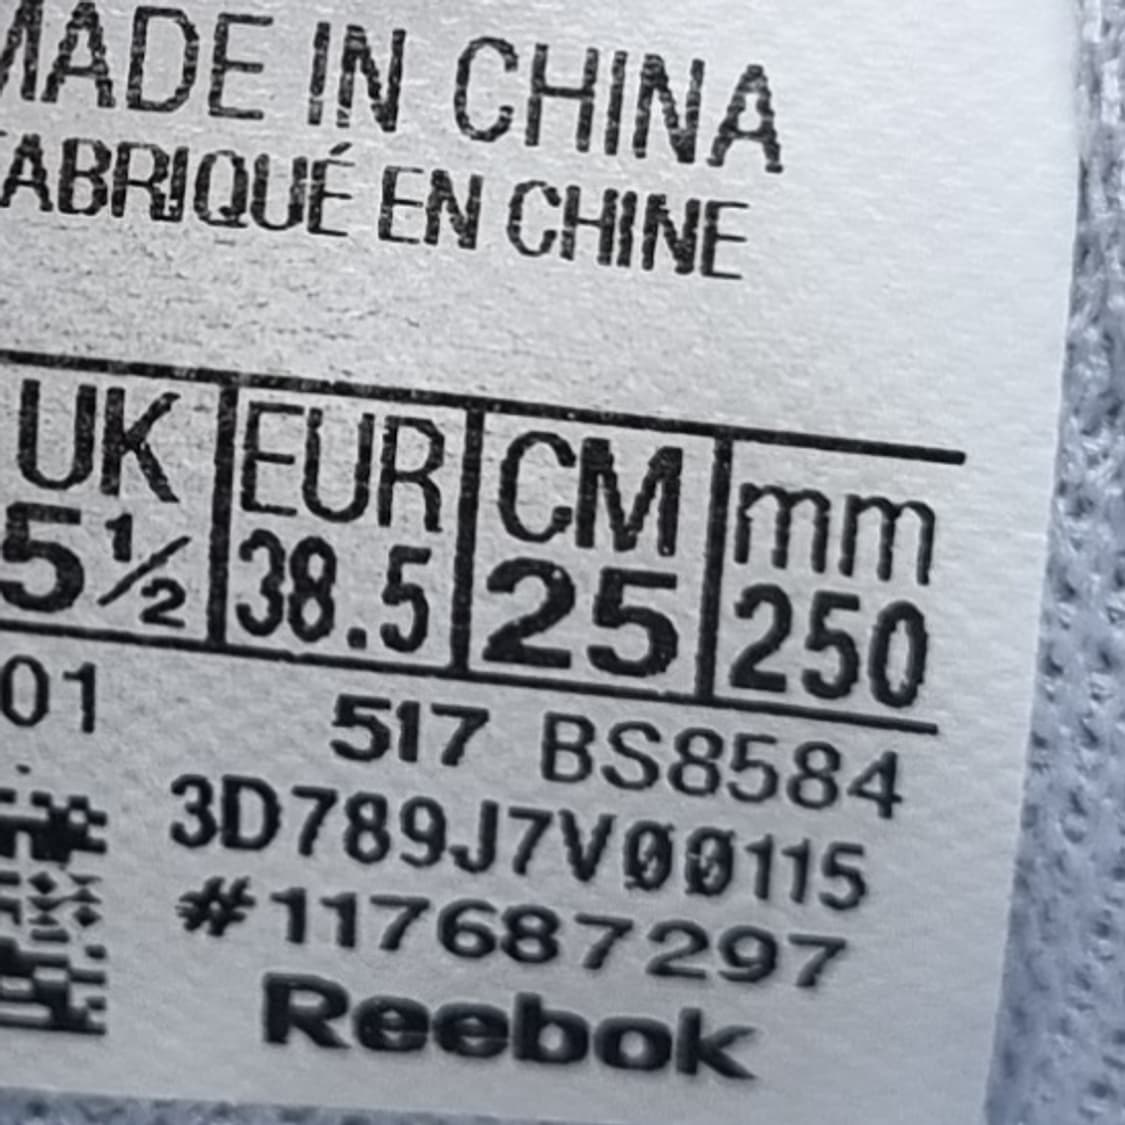 MADE IN CHINA
FABRIQUÉ EN CHINE
UK EUR CM mm
5½ 38.5 25 250
01 517 BS8584
3D789J7V00115
#117687297
Reebok